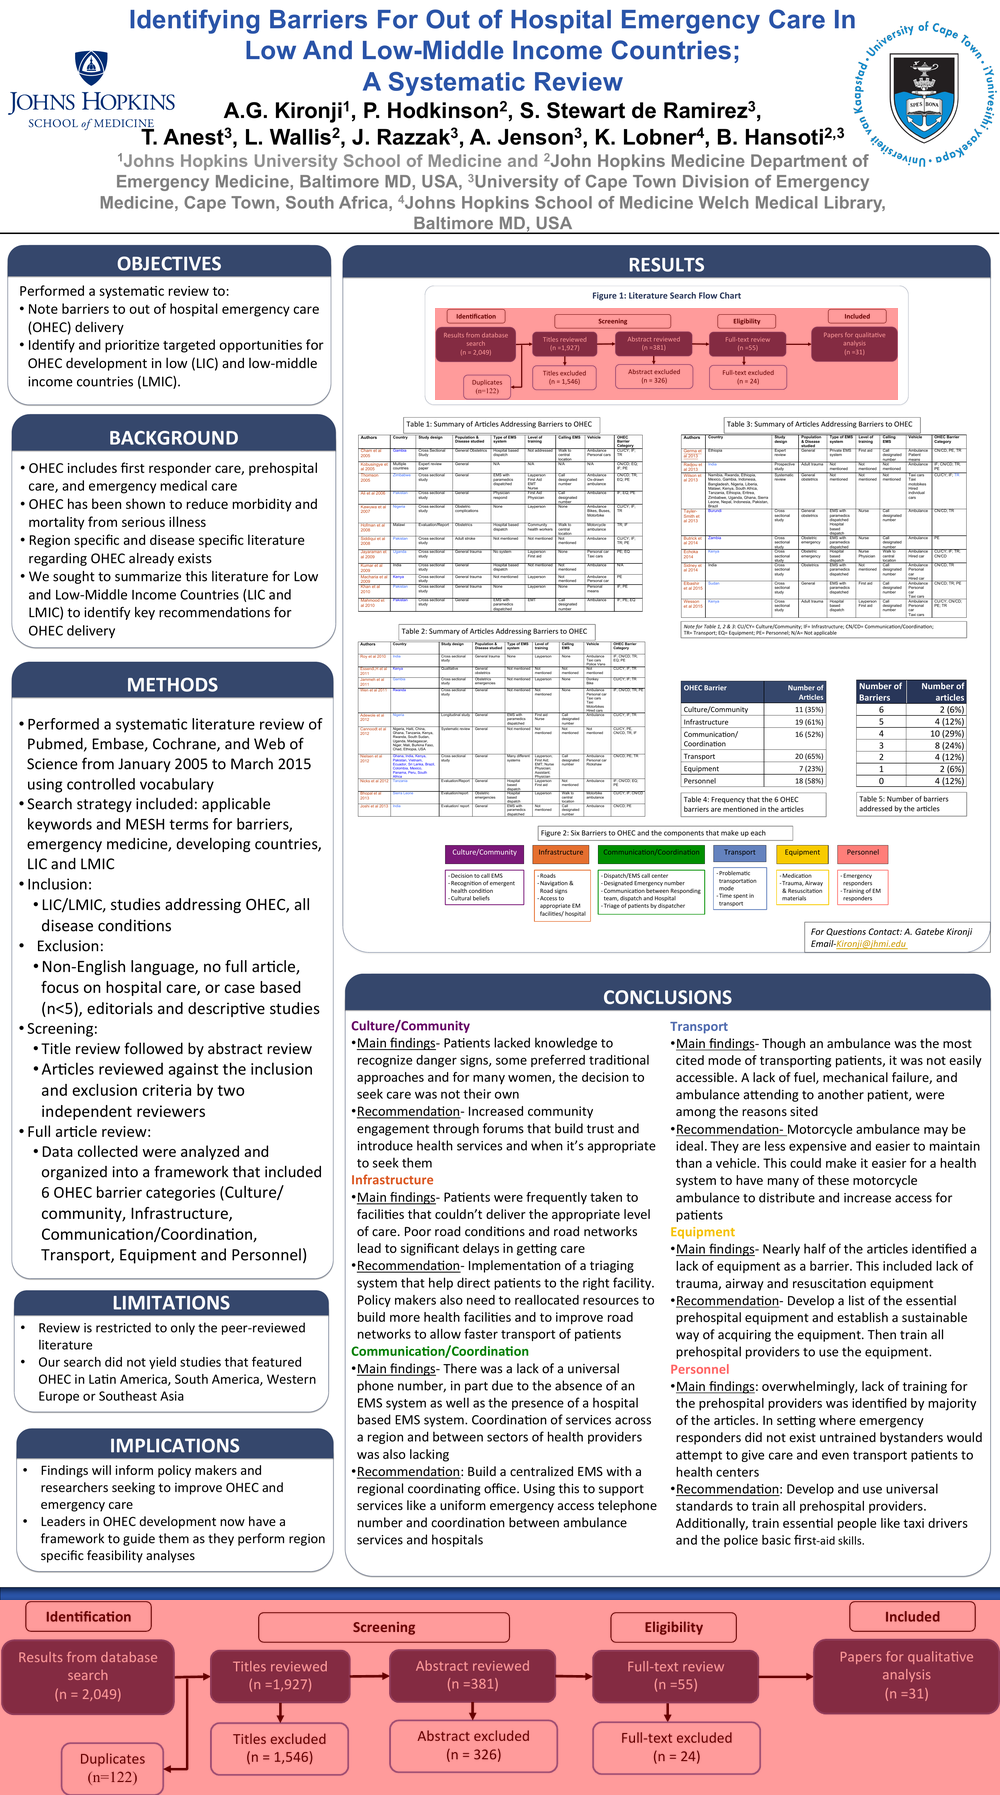 Identifying Barriers For Out of Hospital Emergency Care In
Low And Low-Middle Income Countries;
A Systematic Review
A.G. Kironji1, P. Hodkinson2, S. Stewart de Ramirez3,
T. Anest3, L. Wallis2, J. Razzak3, A. Jenson3, K. Lobner4, B. Hansoti2,3
1Johns Hopkins University School of Medicine and 2John Hopkins Medicine Department of
Emergency Medicine, Baltimore MD, USA, 3University of Cape Town Division of Emergency
Medicine, Cape Town, South Africa, 4Johns Hopkins School of Medicine Welch Medical Library,
Baltimore MD, USA
JOHNS HOPKINS
SCHOOL of MEDICINE
University of Cape Town · iYunivesithi yaseKapa · Universiteit van Kaapstad
SPES BONA
OBJECTIVES
Performed a systematic review to:
• Note barriers to out of hospital emergency care
(OHEC) delivery
• Identify and prioritize targeted opportunities for
OHEC development in low (LIC) and low-middle
income countries (LMIC).
BACKGROUND
• OHEC includes first responder care, prehospital
care, and emergency medical care
• OHEC has been shown to reduce morbidity and
mortality from serious illness
• Region specific and disease specific literature
regarding OHEC already exists
• We sought to summarize this literature for Low
and Low-Middle Income Countries (LIC and
LMIC) to identify key recommendations for
OHEC delivery
METHODS
• Performed a systematic literature review of
Pubmed, Embase, Cochrane, and Web of
Science from January 2005 to March 2015
using controlled vocabulary
• Search strategy included: applicable
keywords and MESH terms for barriers,
emergency medicine, developing countries,
LIC and LMIC
• Inclusion:
• LIC/LMIC, studies addressing OHEC, all
disease conditions
• Exclusion:
• Non-English language, no full article,
focus on hospital care, or case based
(n<5), editorials and descriptive studies
• Screening:
• Title review followed by abstract review
• Articles reviewed against the inclusion
and exclusion criteria by two
independent reviewers
• Full article review:
• Data collected were analyzed and
organized into a framework that included
6 OHEC barrier categories (Culture/
community, Infrastructure,
Communication/Coordination,
Transport, Equipment and Personnel)
LIMITATIONS
• Review is restricted to only the peer-reviewed
literature
• Our search did not yield studies that featured
OHEC in Latin America, South America, Western
Europe or Southeast Asia
IMPLICATIONS
• Findings will inform policy makers and
researchers seeking to improve OHEC and
emergency care
• Leaders in OHEC development now have a
framework to guide them as they perform region
specific feasibility analyses
RESULTS
Figure 1: Literature Search Flow Chart
Identification
Screening
Eligibility
Included
Results from database
search
(n = 2,049)
Titles reviewed
(n =1,927)
Abstract reviewed
(n =381)
Full-text review
(n =55)
Papers for qualitative
analysis
(n =31)
Duplicates
(n=122)
Titles excluded
(n = 1,546)
Abstract excluded
(n = 326)
Full-text excluded
(n = 24)
Table 1: Summary of Articles Addressing Barriers to OHEC
Table 3: Summary of Articles Addressing Barriers to OHEC
Note for Table 1, 2 & 3: CU/CY= Culture/Community; IF= Infrastructure; CN/CO= Communication/Coordination;
TR= Transport; EQ= Equipment; PE= Personnel; N/A= Not applicable
Table 2: Summary of Articles Addressing Barriers to OHEC
OHEC Barrier Number of Articles
Culture/Community 11 (35%)
Infrastructure 19 (61%)
Communication/ Coordination 16 (52%)
Transport 20 (65%)
Equipment 7 (23%)
Personnel 18 (58%)
Table 4: Frequency that the 6 OHEC
barriers are mentioned in the articles
Number of Barriers Number of articles
6 2 (6%)
5 4 (12%)
4 10 (29%)
3 8 (24%)
2 4 (12%)
1 2 (6%)
0 4 (12%)
Table 5: Number of barriers
addressed by the articles
Figure 2: Six Barriers to OHEC and the components that make up each
Culture/Community
- Decision to call EMS
- Recognition of emergent
health condition
- Cultural beliefs
Infrastructure
- Roads
- Navigation &
Road signs
- Access to
appropriate EM
facilities/ hospital
Communication/Coordination
- Dispatch/EMS call center
- Designated Emergency number
- Communication between Responding
team, dispatch and Hospital
- Triage of patients by dispatcher
Transport
- Problematic
transportation
mode
- Time spent in
transport
Equipment
- Medication
- Trauma, Airway
& Resuscitation
materials
Personnel
- Emergency
responders
- Training of EM
responders
For Questions Contact: A. Gatebe Kironji
Email-Kironji@jhmi.edu
CONCLUSIONS
Culture/Community
• Main findings- Patients lacked knowledge to
recognize danger signs, some preferred traditional
approaches and for many women, the decision to
seek care was not their own
• Recommendation- Increased community
engagement through forums that build trust and
introduce health services and when it's appropriate
to seek them
Infrastructure
• Main findings- Patients were frequently taken to
facilities that couldn't deliver the appropriate level
of care. Poor road conditions and road networks
lead to significant delays in getting care
• Recommendation- Implementation of a triaging
system that help direct patients to the right facility.
Policy makers also need to reallocated resources to
build more health facilities and to improve road
networks to allow faster transport of patients
Communication/Coordination
• Main findings- There was a lack of a universal
phone number, in part due to the absence of an
EMS system as well as the presence of a hospital
based EMS system. Coordination of services across
a region and between sectors of health providers
was also lacking
• Recommendation: Build a centralized EMS with a
regional coordinating office. Using this to support
services like a uniform emergency access telephone
number and coordination between ambulance
services and hospitals
Transport
• Main findings- Though an ambulance was the most
cited mode of transporting patients, it was not easily
accessible. A lack of fuel, mechanical failure, and
ambulance attending to another patient, were
among the reasons sited
• Recommendation- Motorcycle ambulance may be
ideal. They are less expensive and easier to maintain
than a vehicle. This could make it easier for a health
system to have many of these motorcycle
ambulance to distribute and increase access for
patients
Equipment
• Main findings- Nearly half of the articles identified a
lack of equipment as a barrier. This included lack of
trauma, airway and resuscitation equipment
• Recommendation- Develop a list of the essential
prehospital equipment and establish a sustainable
way of acquiring the equipment. Then train all
prehospital providers to use the equipment.
Personnel
• Main findings: overwhelmingly, lack of training for
the prehospital providers was identified by majority
of the articles. In setting where emergency
responders did not exist untrained bystanders would
attempt to give care and even transport patients to
health centers
• Recommendation: Develop and use universal
standards to train all prehospital providers.
Additionally, train essential people like taxi drivers
and the police basic first-aid skills.
Identification
Screening
Eligibility
Included
Results from database
search
(n = 2,049)
Titles reviewed
(n =1,927)
Abstract reviewed
(n =381)
Full-text review
(n =55)
Papers for qualitative
analysis
(n =31)
Duplicates
(n=122)
Titles excluded
(n = 1,546)
Abstract excluded
(n = 326)
Full-text excluded
(n = 24)